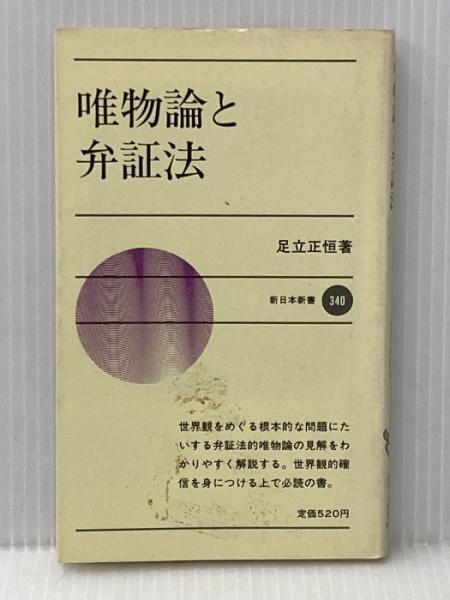 唯物論と
弁証法
足立正恒著
新日本新書 340
世界観をめぐる根本的な問題にた
いする弁証法的唯物論の見解をわ
かりやすく解説する。世界観的確
信を身につける上で必読の書。
定価520円